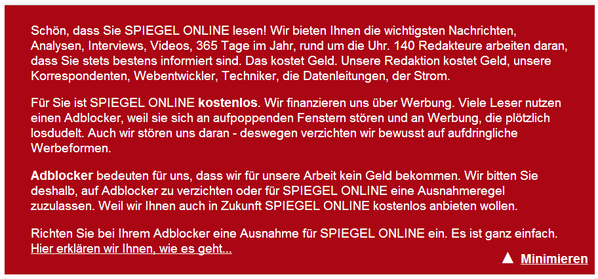 Schön, dass Sie SPIEGEL ONLINE lesen! Wir bieten Ihnen die wichtigsten Nachrichten,
Analysen, Interviews, Videos, 365 Tage im Jahr, rund um die Uhr. 140 Redakteure arbeiten daran,
dass Sie stets bestens informiert sind. Das kostet Geld. Unsere Redaktion kostet Geld, unsere
Korrespondenten, Webentwickler, Techniker, die Datenleitungen, der Strom.
Für Sie ist SPIEGEL ONLINE kostenlos. Wir finanzieren uns über Werbung. Viele Leser nutzen
einen Adblocker, weil sie sich an aufpoppenden Fenstern stören und an Werbung, die plötzlich
losdudelt. Auch wir stören uns daran - deswegen verzichten wir bewusst auf aufdringliche
Werbeformen.
Adblocker bedeuten für uns, dass wir für unsere Arbeit kein Geld bekommen. Wir bitten Sie
deshalb, auf Adblocker zu verzichten oder für SPIEGEL ONLINE eine Ausnahmeregel
zuzulassen. Weil wir Ihnen auch in Zukunft SPIEGEL ONLINE kostenlos anbieten wollen.
Richten Sie bei Ihrem Adblocker eine Ausnahme für SPIEGEL ONLINE ein. Es ist ganz einfach.
Hier erklären wir Ihnen, wie es geht...
▲ Minimieren